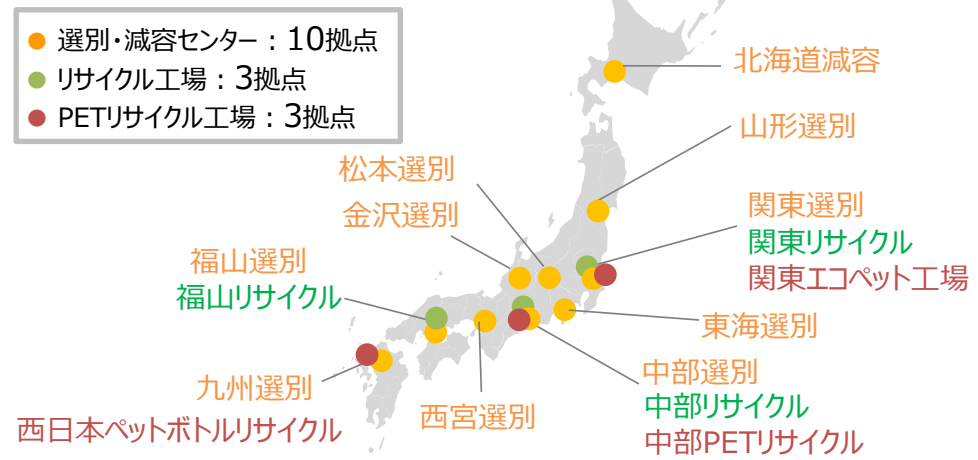 選別・減容センター：10拠点
リサイクル工場：3拠点
PETリサイクル工場：3拠点
北海道減容
山形選別
松本選別
金沢選別
関東選別
関東リサイクル
関東エコペット工場
福山選別
福山リサイクル
東海選別
中部選別
中部リサイクル
中部PETリサイクル
九州選別
西日本ペットボトルリサイクル
西宮選別